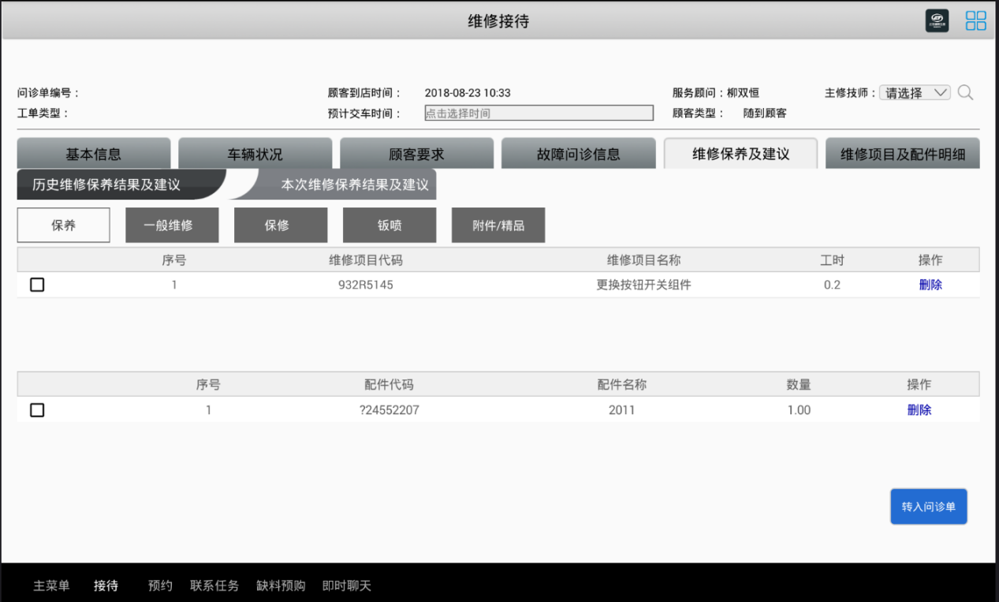 维修接待
问诊单编号： 顾客到店时间： 2018-08-23 10:33 服务顾问：柳双恒 主修技师： 请选择
工单类型： 预计交车时间： 点击选择时间 顾客类型： 随到顾客
基本信息 车辆状况 顾客要求 故障问诊信息 维修保养及建议 维修项目及配件明细
历史维修保养结果及建议 本次维修保养结果及建议
保养 一般维修 保修 钣喷 附件/精品
序号 维修项目代码 维修项目名称 工时 操作
1 932R5145 更换按钮开关组件 0.2 删除
序号 配件代码 配件名称 数量 操作
1 ?24552207 2011 1.00 删除
转入问诊单
主菜单 接待 预约 联系任务 缺料预购 即时聊天